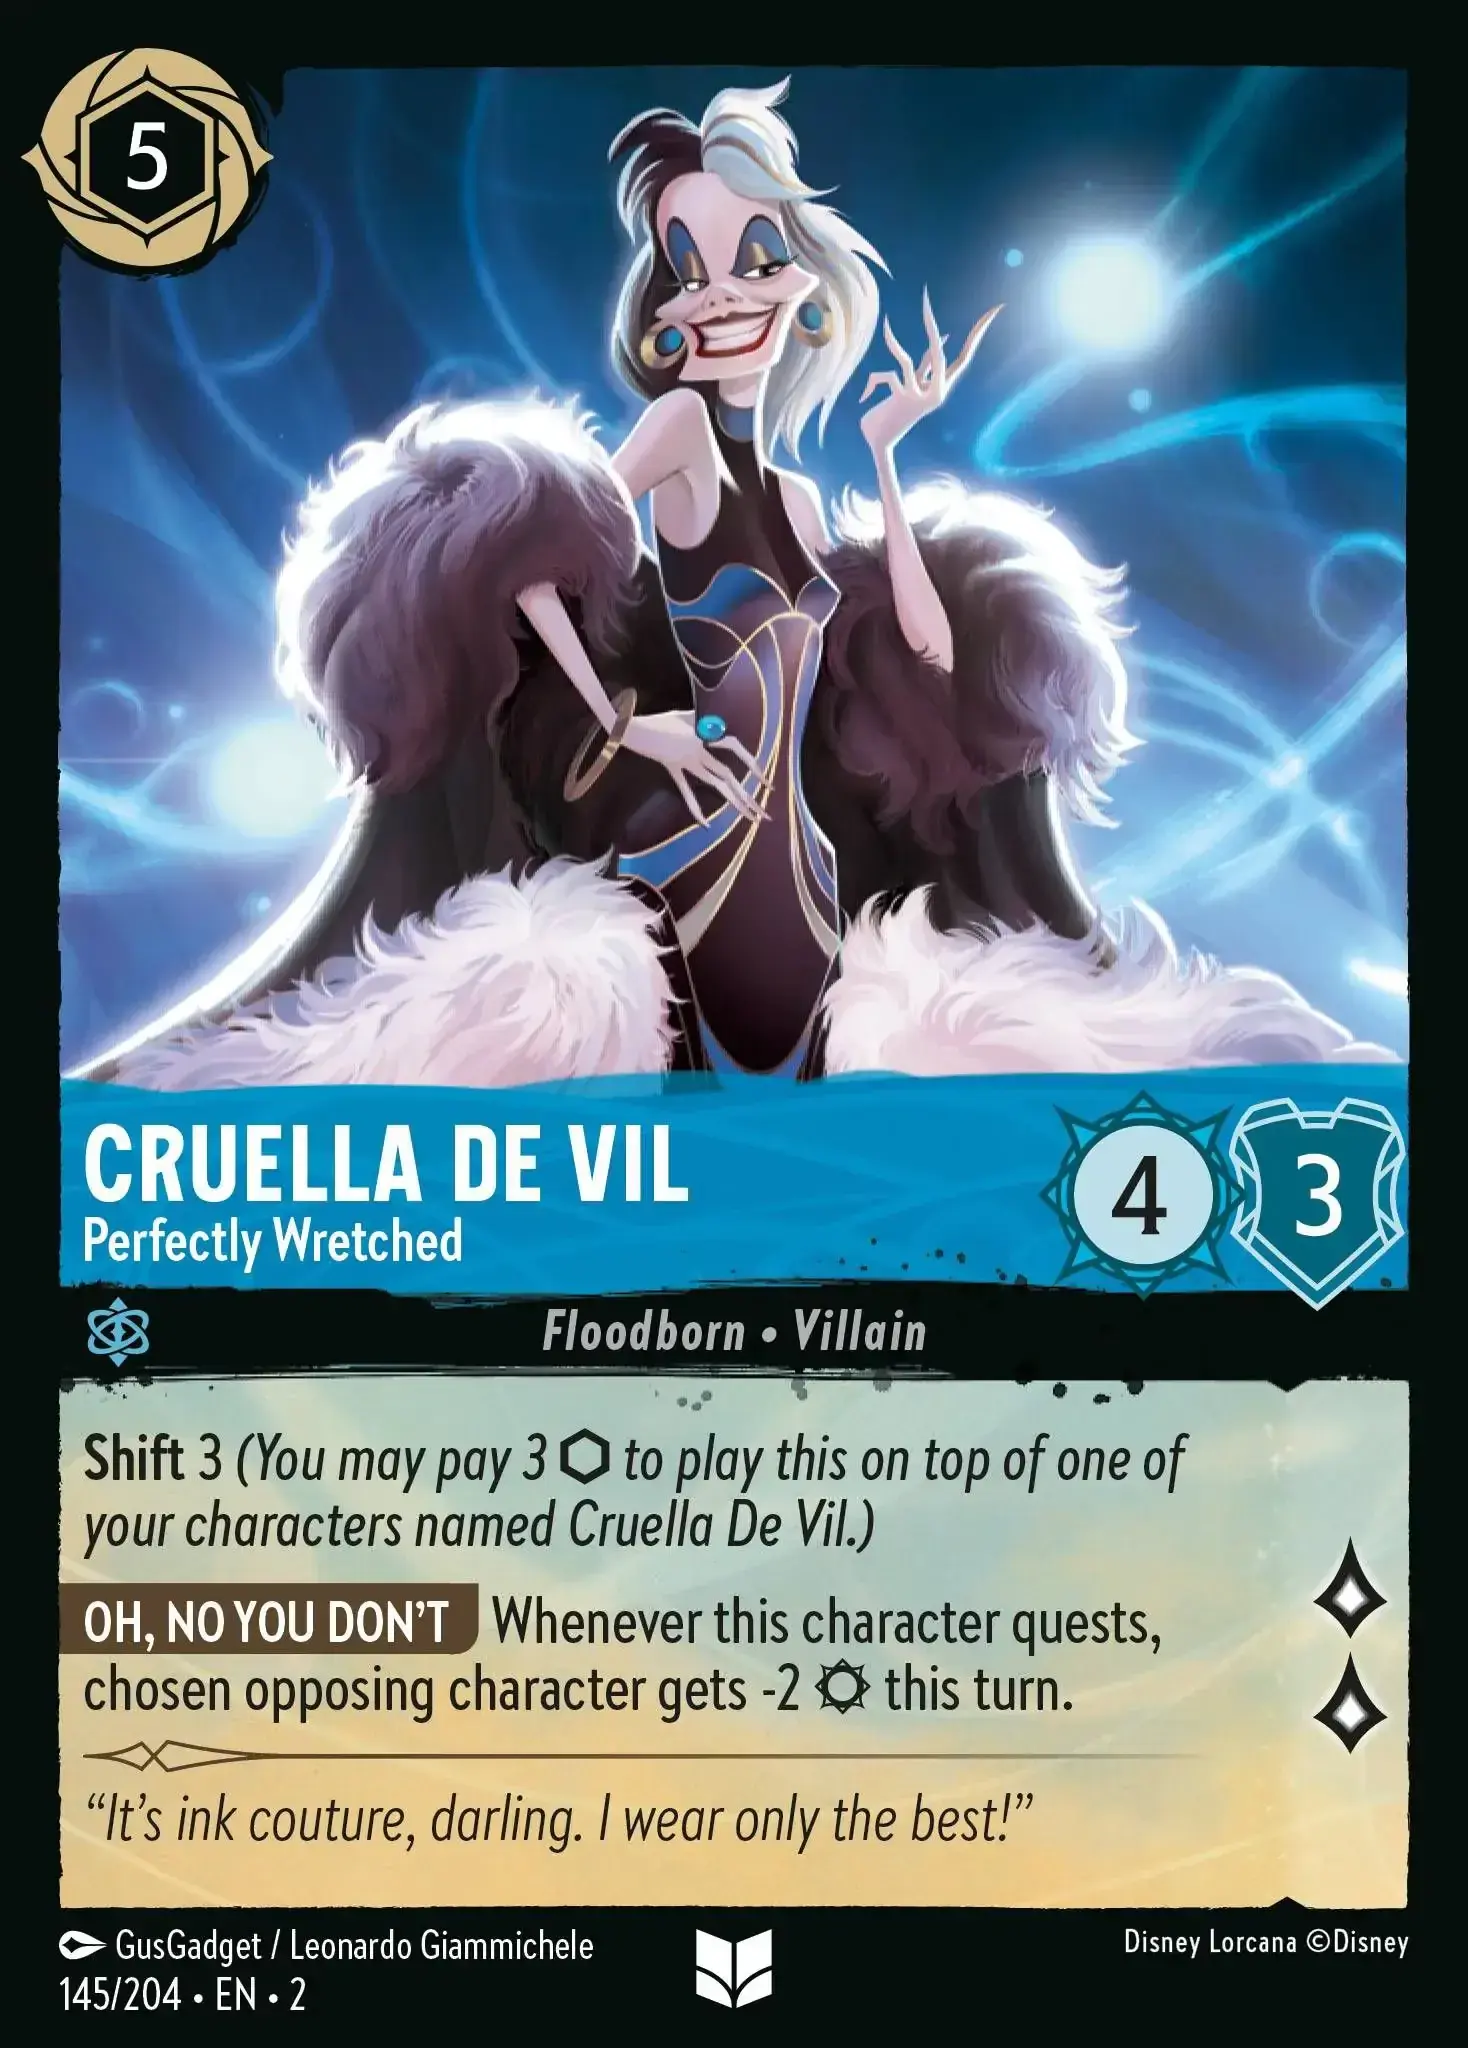 5
CRUELLA DE VIL
Perfectly Wretched
4
3
Floodborn • Villain
Shift 3 (You may pay 3 ⬡ to play this on top of one of
your characters named Cruella De Vil.)
OH, NO YOU DON'T Whenever this character quests,
chosen opposing character gets -2 this turn.
“It's ink couture, darling. I wear only the best!”
GusGadget / Leonardo Giammichele
Disney Lorcana ©Disney
145/204 • EN • 2